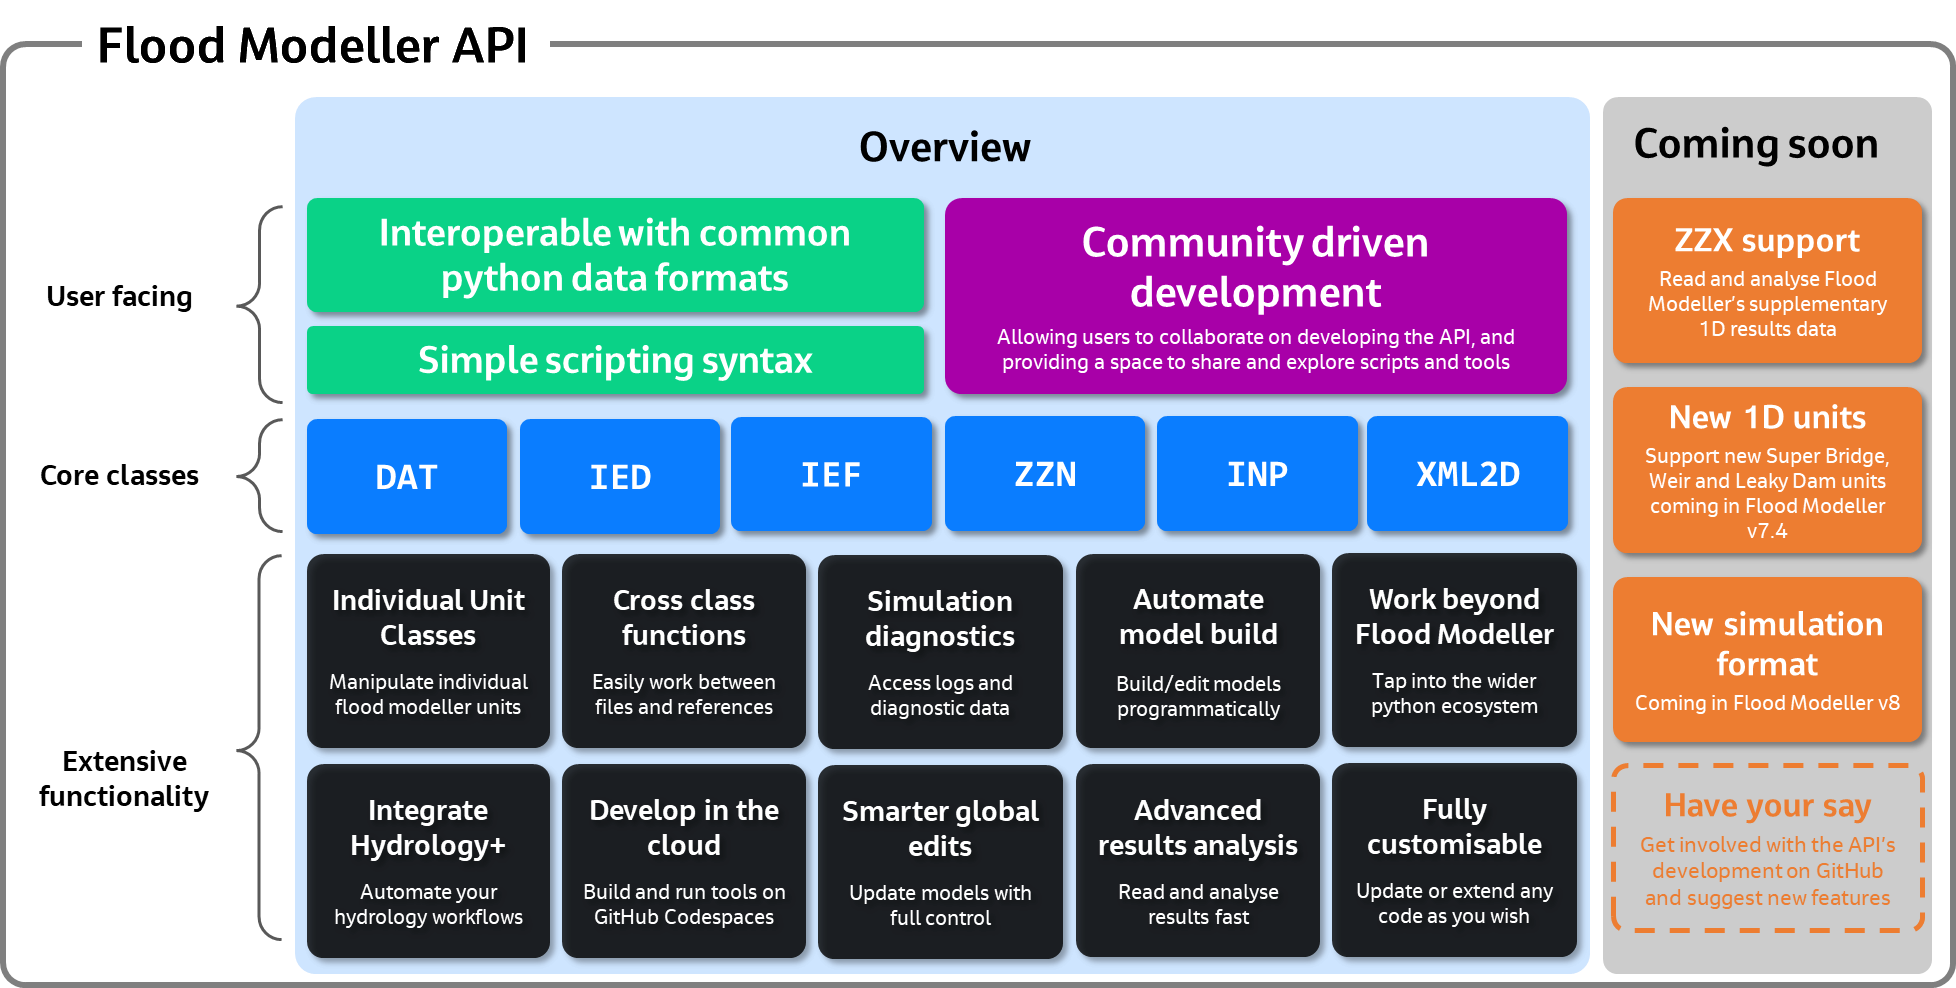 Flood Modeller API
Overview
Coming soon
User facing
Interoperable with common
python data formats
Simple scripting syntax
Community driven
development
Allowing users to collaborate on developing the API, and
providing a space to share and explore scripts and tools
Core classes
DAT
IED
IEF
ZZN
INP
XML2D
Extensive
functionality
Individual Unit
Classes
Manipulate individual
flood modeller units
Cross class
functions
Easily work between
files and references
Simulation
diagnostics
Access logs and
diagnostic data
Automate
model build
Build/edit models
programmatically
Work beyond
Flood Modeller
Tap into the wider
python ecosystem
Integrate
Hydrology+
Automate your
hydrology workflows
Develop in the
cloud
Build and run tools on
GitHub Codespaces
Smarter global
edits
Update models with
full control
Advanced
results analysis
Read and analyse
results fast
Fully
customisable
Update or extend any
code as you wish
ZZX support
Read and analyse Flood
Modeller's supplementary
1D results data
New 1D units
Support new Super Bridge,
Weir and Leaky Dam units
coming in Flood Modeller
v7.4
New simulation
format
Coming in Flood Modeller v8
Have your say
Get involved with the API's
development on GitHub
and suggest new features